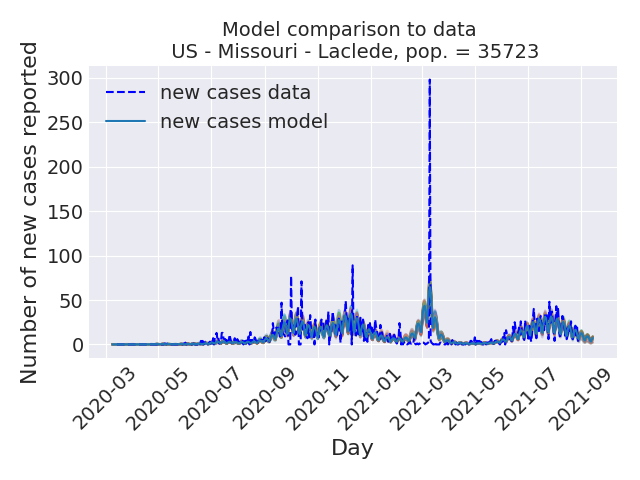 Model comparison to data
US - Missouri - Laclede, pop. = 35723
new cases data
new cases model
Number of new cases reported
300
250
200
150
100
50
0
2020-03
2020-05
2020-07
2020-09
2020-11
2021-01
2021-03
2021-05
2021-07
2021-09
Day